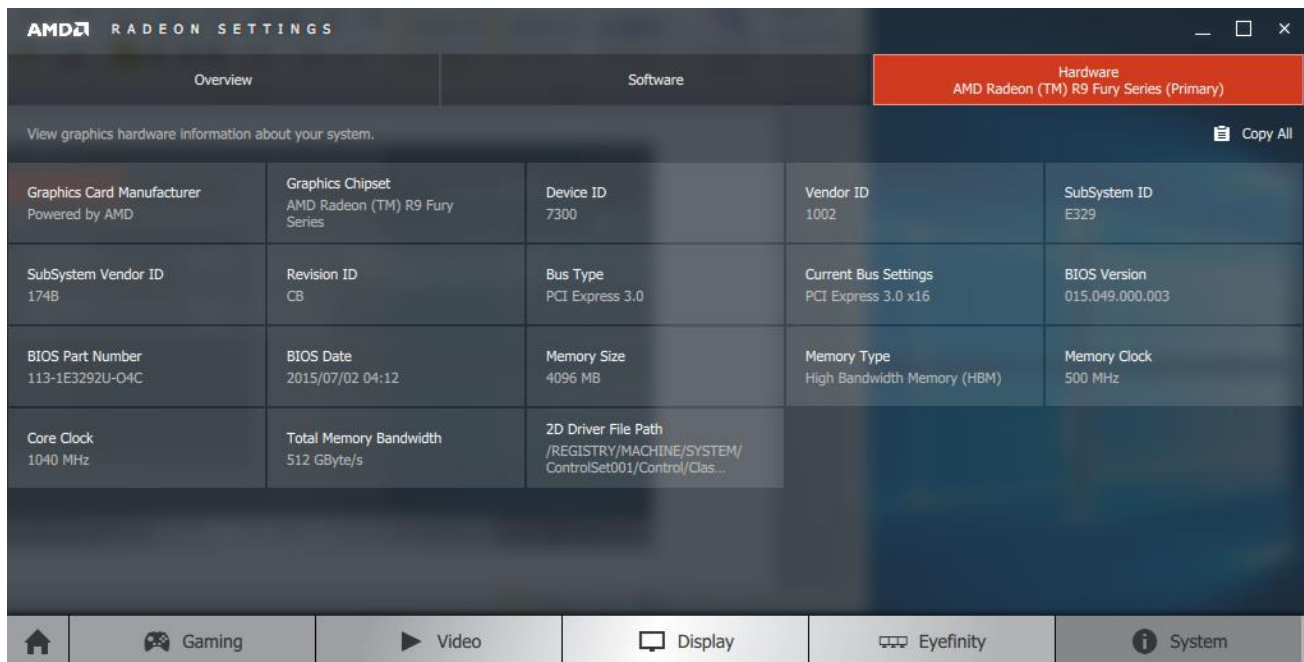 AMD RADEON SETTINGS
Overview
Software
Hardware
AMD Radeon (TM) R9 Fury Series (Primary)
View graphics hardware information about your system.
Copy All
Graphics Card Manufacturer
Powered by AMD
Graphics Chipset
AMD Radeon (TM) R9 Fury
Series
Device ID
7300
Vendor ID
1002
SubSystem ID
E329
SubSystem Vendor ID
174B
Revision ID
CB
Bus Type
PCI Express 3.0
Current Bus Settings
PCI Express 3.0 x16
BIOS Version
015.049.000.003
BIOS Part Number
113-1E3292U-O4C
BIOS Date
2015/07/02 04:12
Memory Size
4096 MB
Memory Type
High Bandwidth Memory (HBM)
Memory Clock
500 MHz
Core Clock
1040 MHz
Total Memory Bandwidth
512 GByte/s
2D Driver File Path
/REGISTRY/MACHINE/SYSTEM/
ControlSet001/Control/Clas...
Gaming
Video
Display
Eyefinity
System